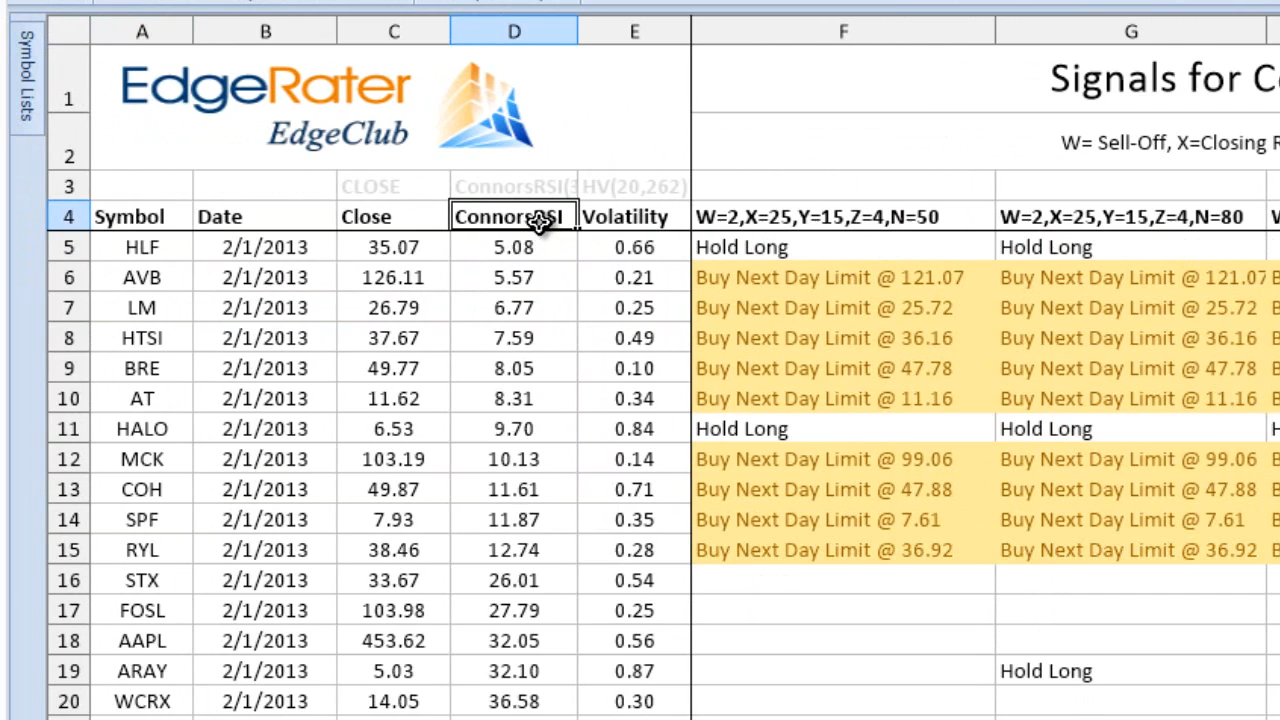 Symbol Lists
A B C D E F G
1 EdgeRater Signals for C
2 EdgeClub W= Sell-Off, X=Closing R
3 CLOSE ConnorsRSI(3 HV(20,262)
4 Symbol Date Close ConnorsRSI Volatility W=2,X=25,Y=15,Z=4,N=50 W=2,X=25,Y=15,Z=4,N=80 W
5 HLF 2/1/2013 35.07 5.08 0.66 Hold Long Hold Long
6 AVB 2/1/2013 126.11 5.57 0.21 Buy Next Day Limit @ 121.07 Buy Next Day Limit @ 121.07 B
7 LM 2/1/2013 26.79 6.77 0.25 Buy Next Day Limit @ 25.72 Buy Next Day Limit @ 25.72 B
8 HTSI 2/1/2013 37.67 7.59 0.49 Buy Next Day Limit @ 36.16 Buy Next Day Limit @ 36.16 B
9 BRE 2/1/2013 49.77 8.05 0.10 Buy Next Day Limit @ 47.78 Buy Next Day Limit @ 47.78 B
10 AT 2/1/2013 11.62 8.31 0.34 Buy Next Day Limit @ 11.16 Buy Next Day Limit @ 11.16 B
11 HALO 2/1/2013 6.53 9.70 0.84 Hold Long Hold Long H
12 MCK 2/1/2013 103.19 10.13 0.14 Buy Next Day Limit @ 99.06 Buy Next Day Limit @ 99.06 B
13 COH 2/1/2013 49.87 11.61 0.71 Buy Next Day Limit @ 47.88 Buy Next Day Limit @ 47.88 B
14 SPF 2/1/2013 7.93 11.87 0.35 Buy Next Day Limit @ 7.61 Buy Next Day Limit @ 7.61 B
15 RYL 2/1/2013 38.46 12.74 0.28 Buy Next Day Limit @ 36.92 Buy Next Day Limit @ 36.92 B
16 STX 2/1/2013 33.67 26.01 0.54
17 FOSL 2/1/2013 103.98 27.79 0.25
18 AAPL 2/1/2013 453.62 32.05 0.56
19 ARAY 2/1/2013 5.03 32.10 0.87 Hold Long
20 WCRX 2/1/2013 14.05 36.58 0.30